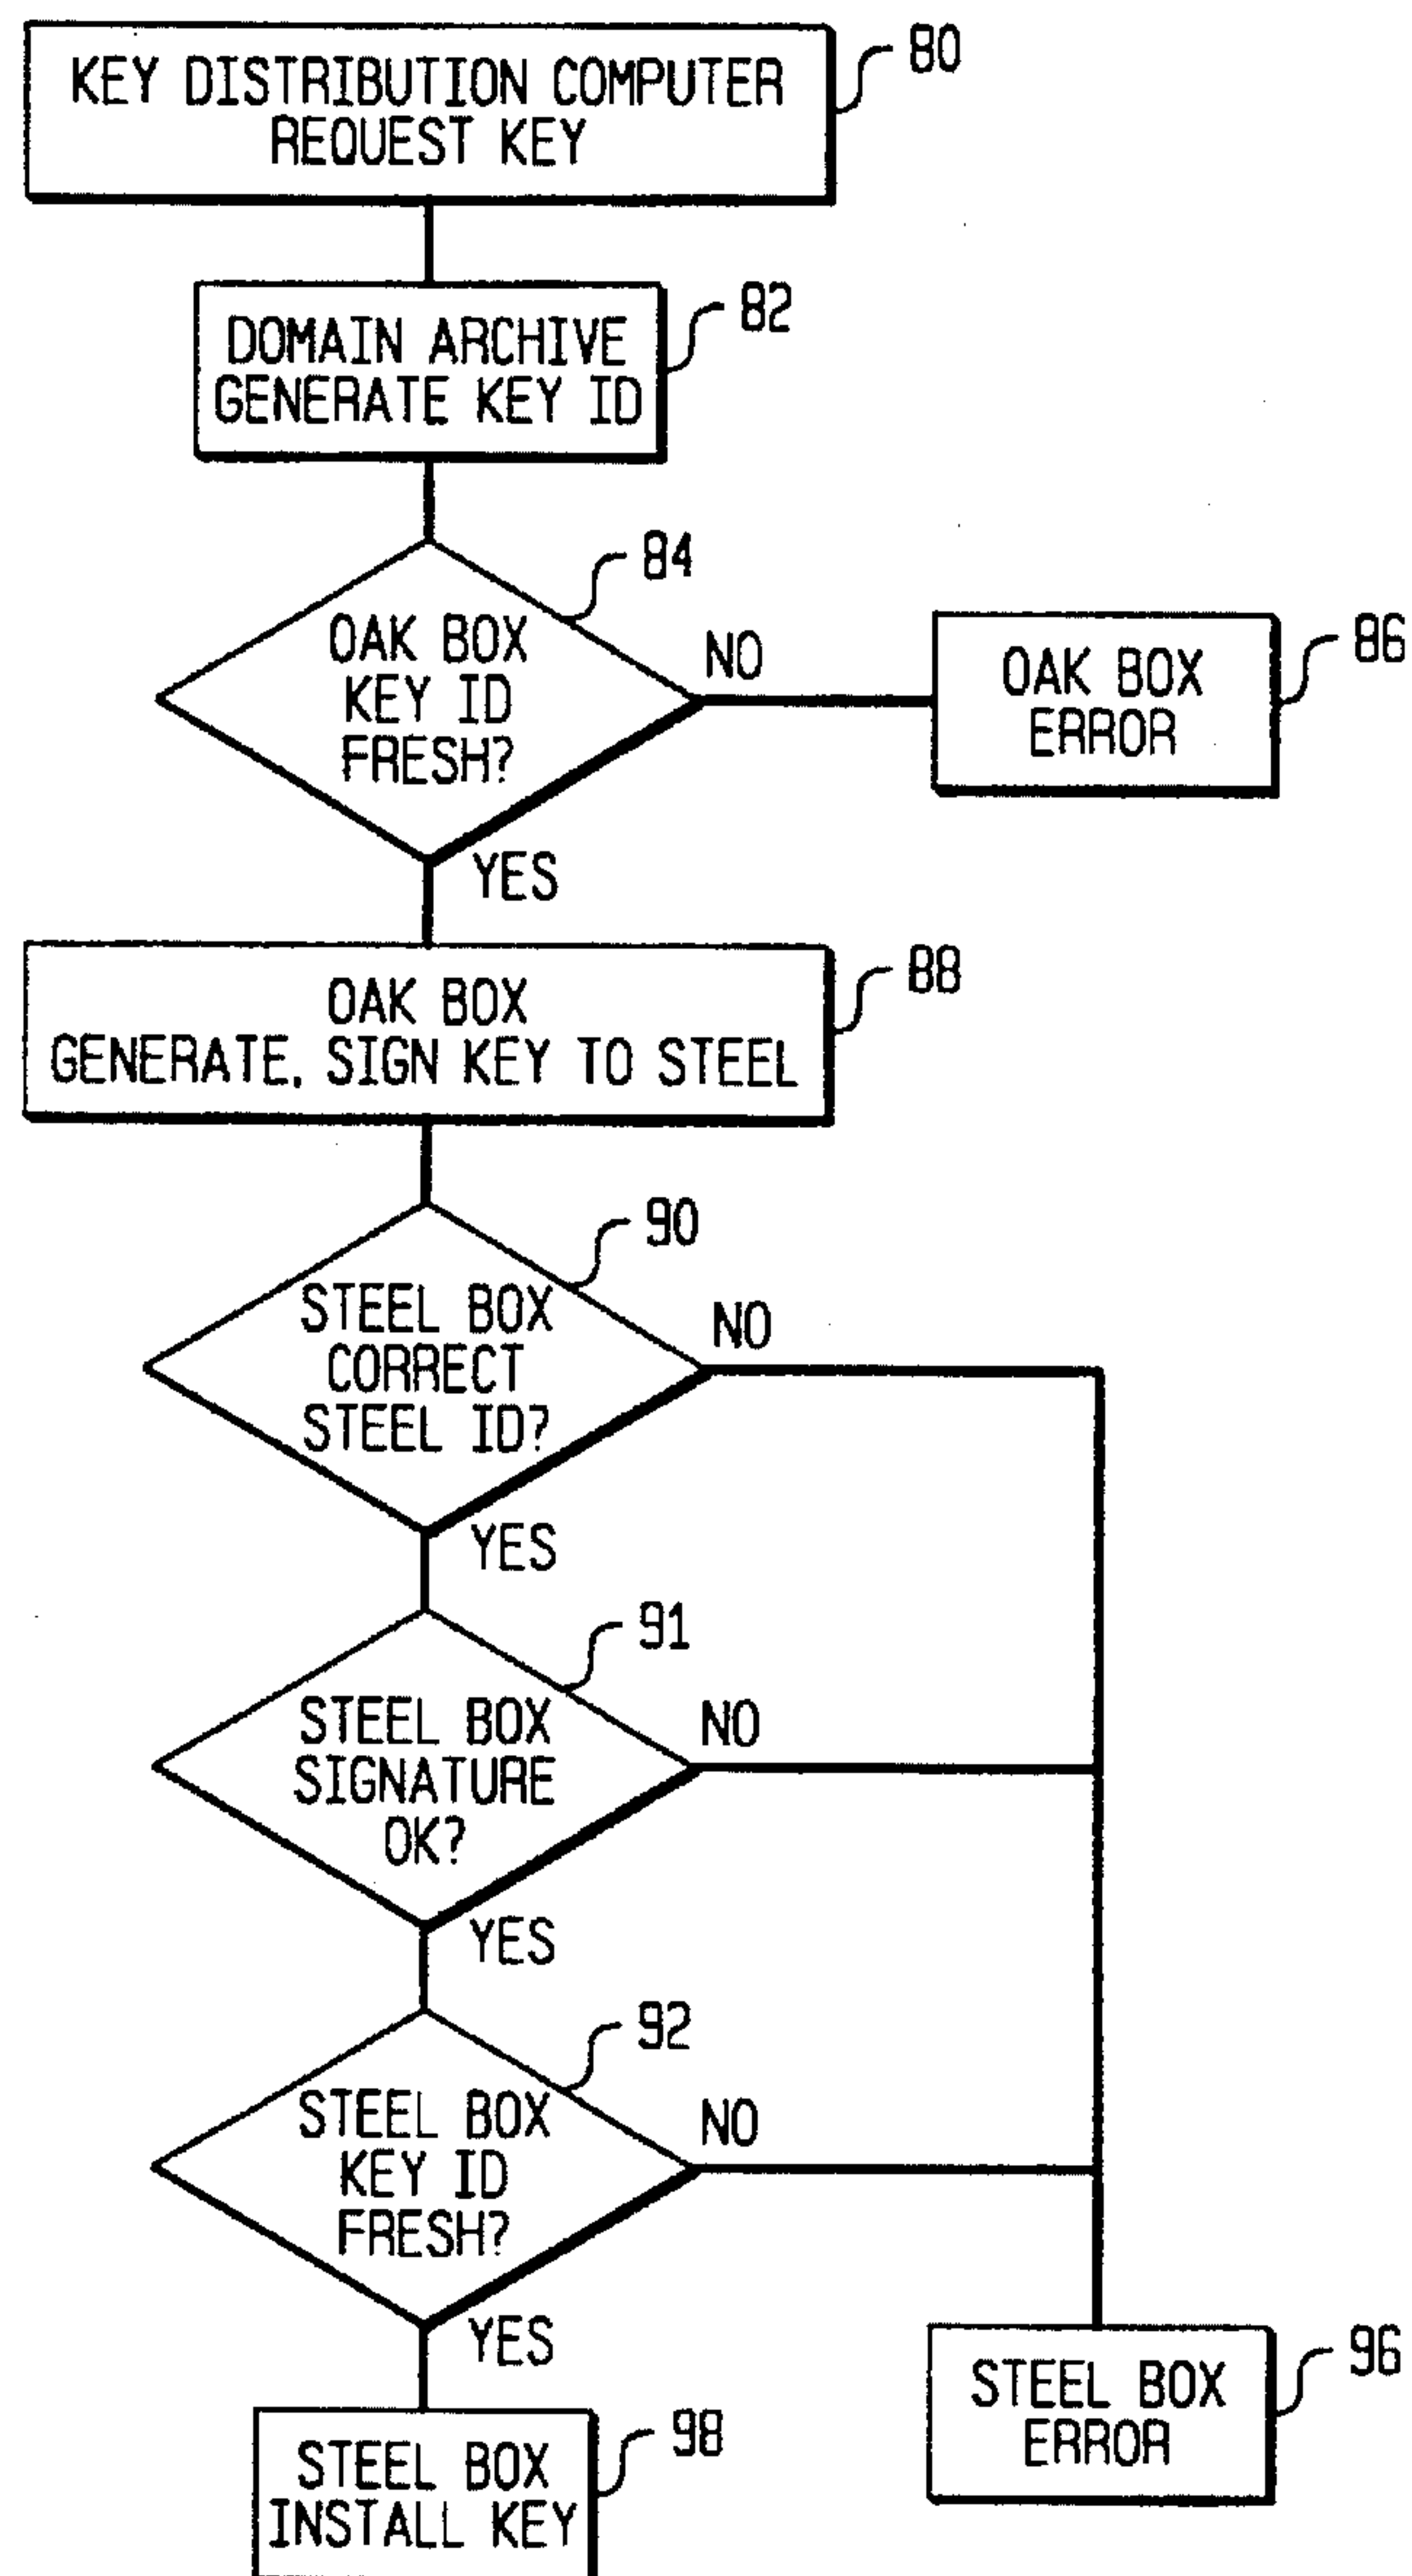 KEY DISTRIBUTION COMPUTER
REQUEST KEY
80
DOMAIN ARCHIVE
GENERATE KEY ID
82
OAK BOX
KEY ID
FRESH?
84
NO
OAK BOX
ERROR
86
YES
OAK BOX
GENERATE, SIGN KEY TO STEEL
88
STEEL BOX
CORRECT
STEEL ID?
90
NO
YES
STEEL BOX
SIGNATURE
OK?
91
NO
YES
STEEL BOX
KEY ID
FRESH?
92
NO
YES
STEEL BOX
ERROR
96
STEEL BOX
INSTALL KEY
98